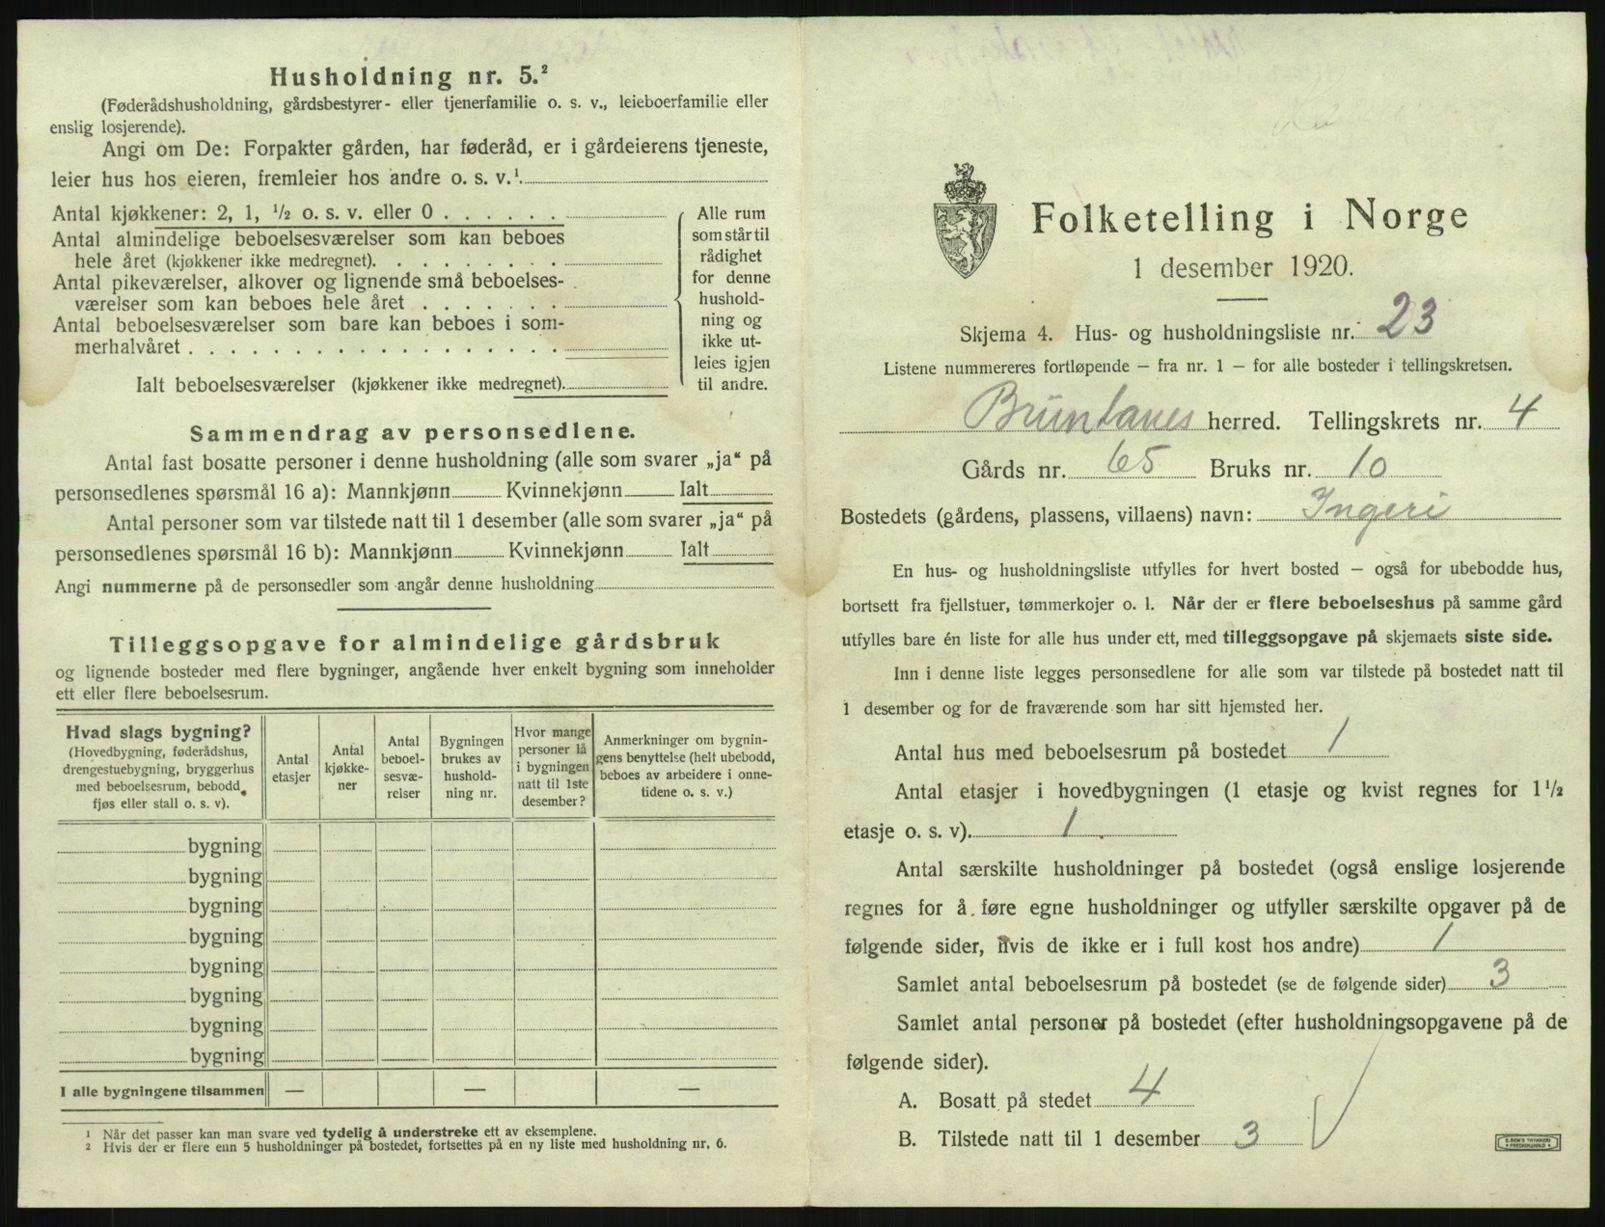 Husholdning nr. 5.²
(Føderådshusholdning, gårdsbestyrer- eller tjenerfamilie o. s. v., leieboerfamilie eller
enslig losjerende).
Angi om De: Forpakter gården, har føderåd, er i gårdeierens tjeneste,
leier hus hos eieren, fremleier hos andre o. s. v.¹
Antal kjøkkener: 2, 1, ½ o. s. v. eller 0 . . . . . .
Antal almindelige beboelsesværelser som kan beboes
hele året (kjøkkener ikke medregnet). . . . . . . .
Antal pikeværelser, alkover og lignende små beboelses-
værelser som kan beboes hele året . . . . . . .
Antal beboelsesværelser som bare kan beboes i som-
merhalvåret . . . . . . . . . . . . . . . . .
Ialt beboelsesværelser (kjøkkener ikke medregnet).
Alle rum
som står til
rådighet
for denne
hushold-
ning og
ikke ut-
leies igjen
til andre.
Sammendrag av personsedlene.
Antal fast bosatte personer i denne husholdning (alle som svarer „ja“ på
personsedlenes spørsmål 16 a): Mannkjønn Kvinnekjønn Ialt
Antal personer som var tilstede natt til 1 desember (alle som svarer „ja“ på
personsedlenes spørsmål 16 b): Mannkjønn Kvinnekjønn Ialt
Angi nummerne på de personsedler som angår denne husholdning
Tilleggsopgave for almindelige gårdsbruk
og lignende bosteder med flere bygninger, angående hver enkelt bygning som inneholder
ett eller flere beboelsesrum.
Hvad slags bygning?
(Hovedbygning, føderådshus,
drengestuebygning, bryggerhus
med beboelsesrum, bebodd
fjøs eller stall o. s. v).
Antal
etasjer
Antal
kjøkke-
ner
Antal
beboel-
sesvæ-
relser
Bygningen
brukes av
hushold-
ning nr.
Hvor mange
personer lå
i bygningen
natt til 1ste
desember?
Anmerkninger om bygnin-
gens benyttelse (helt ubebodd,
beboes av arbeidere i onne-
tidene o. s. v.)
bygning
bygning
bygning
bygning
bygning
bygning
bygning
bygning
I alle bygningene tilsammen — — —
¹ Når det passer kan man svare ved tydelig å understreke ett av eksemplene.
² Hvis der er flere enn 5 husholdninger på bostedet, fortsettes på en ny liste med husholdning nr. 6.
Folketelling i Norge
1 desember 1920.
Skjema 4. Hus- og husholdningsliste nr. 23
Listene nummereres fortløpende — fra nr. 1 — for alle bosteder i tellingskretsen.
Brunlanes herred. Tellingskrets nr. 4
Gårds nr. 65 Bruks nr. 10
Bostedets (gårdens, plassens, villaens) navn: Ingeri
En hus- og husholdningsliste utfylles for hvert bosted — også for ubebodde hus,
bortsett fra fjellstuer, tømmerkojer o. l. Når der er flere beboelseshus på samme gård
utfylles bare én liste for alle hus under ett, med tilleggsopgave på skjemaets siste side.
Inn i denne liste legges personsedlene for alle som var tilstede på bostedet natt til
1 desember og for de fraværende som har sitt hjemsted her.
Antal hus med beboelsesrum på bostedet 1
Antal etasjer i hovedbygningen (1 etasje og kvist regnes for 1½
etasje o. s. v). 1
Antal særskilte husholdninger på bostedet (også enslige losjerende
regnes for å føre egne husholdninger og utfyller særskilte opgaver på de
følgende sider, hvis de ikke er i full kost hos andre) 1
Samlet antal beboelsesrum på bostedet (se de følgende sider) 3
Samlet antal personer på bostedet (efter husholdningsopgavene på de
følgende sider).
A. Bosatt på stedet 4
B. Tilstede natt til 1 desember 3